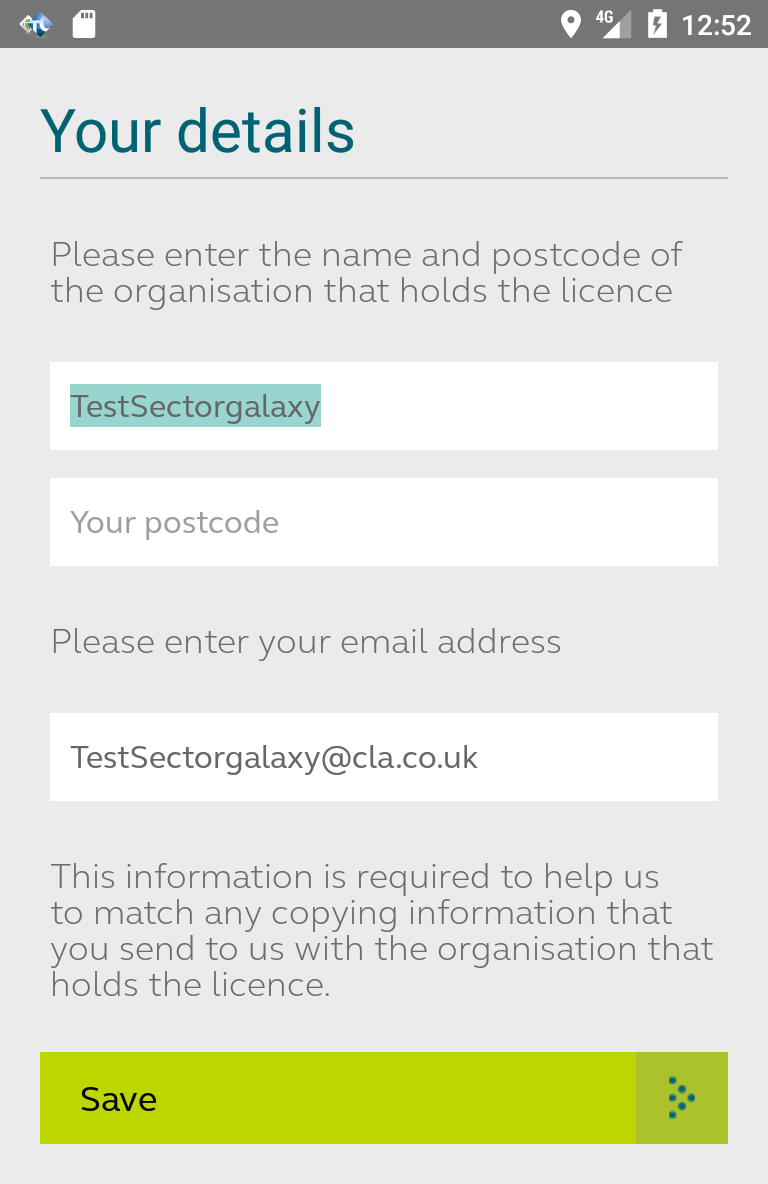 4G 12:52
Your details
Please enter the name and postcode of
the organisation that holds the licence
TestSectorgalaxy
Your postcode
Please enter your email address
TestSectorgalaxy@cla.co.uk
This information is required to help us
to match any copying information that
you send to us with the organisation that
holds the licence.
Save